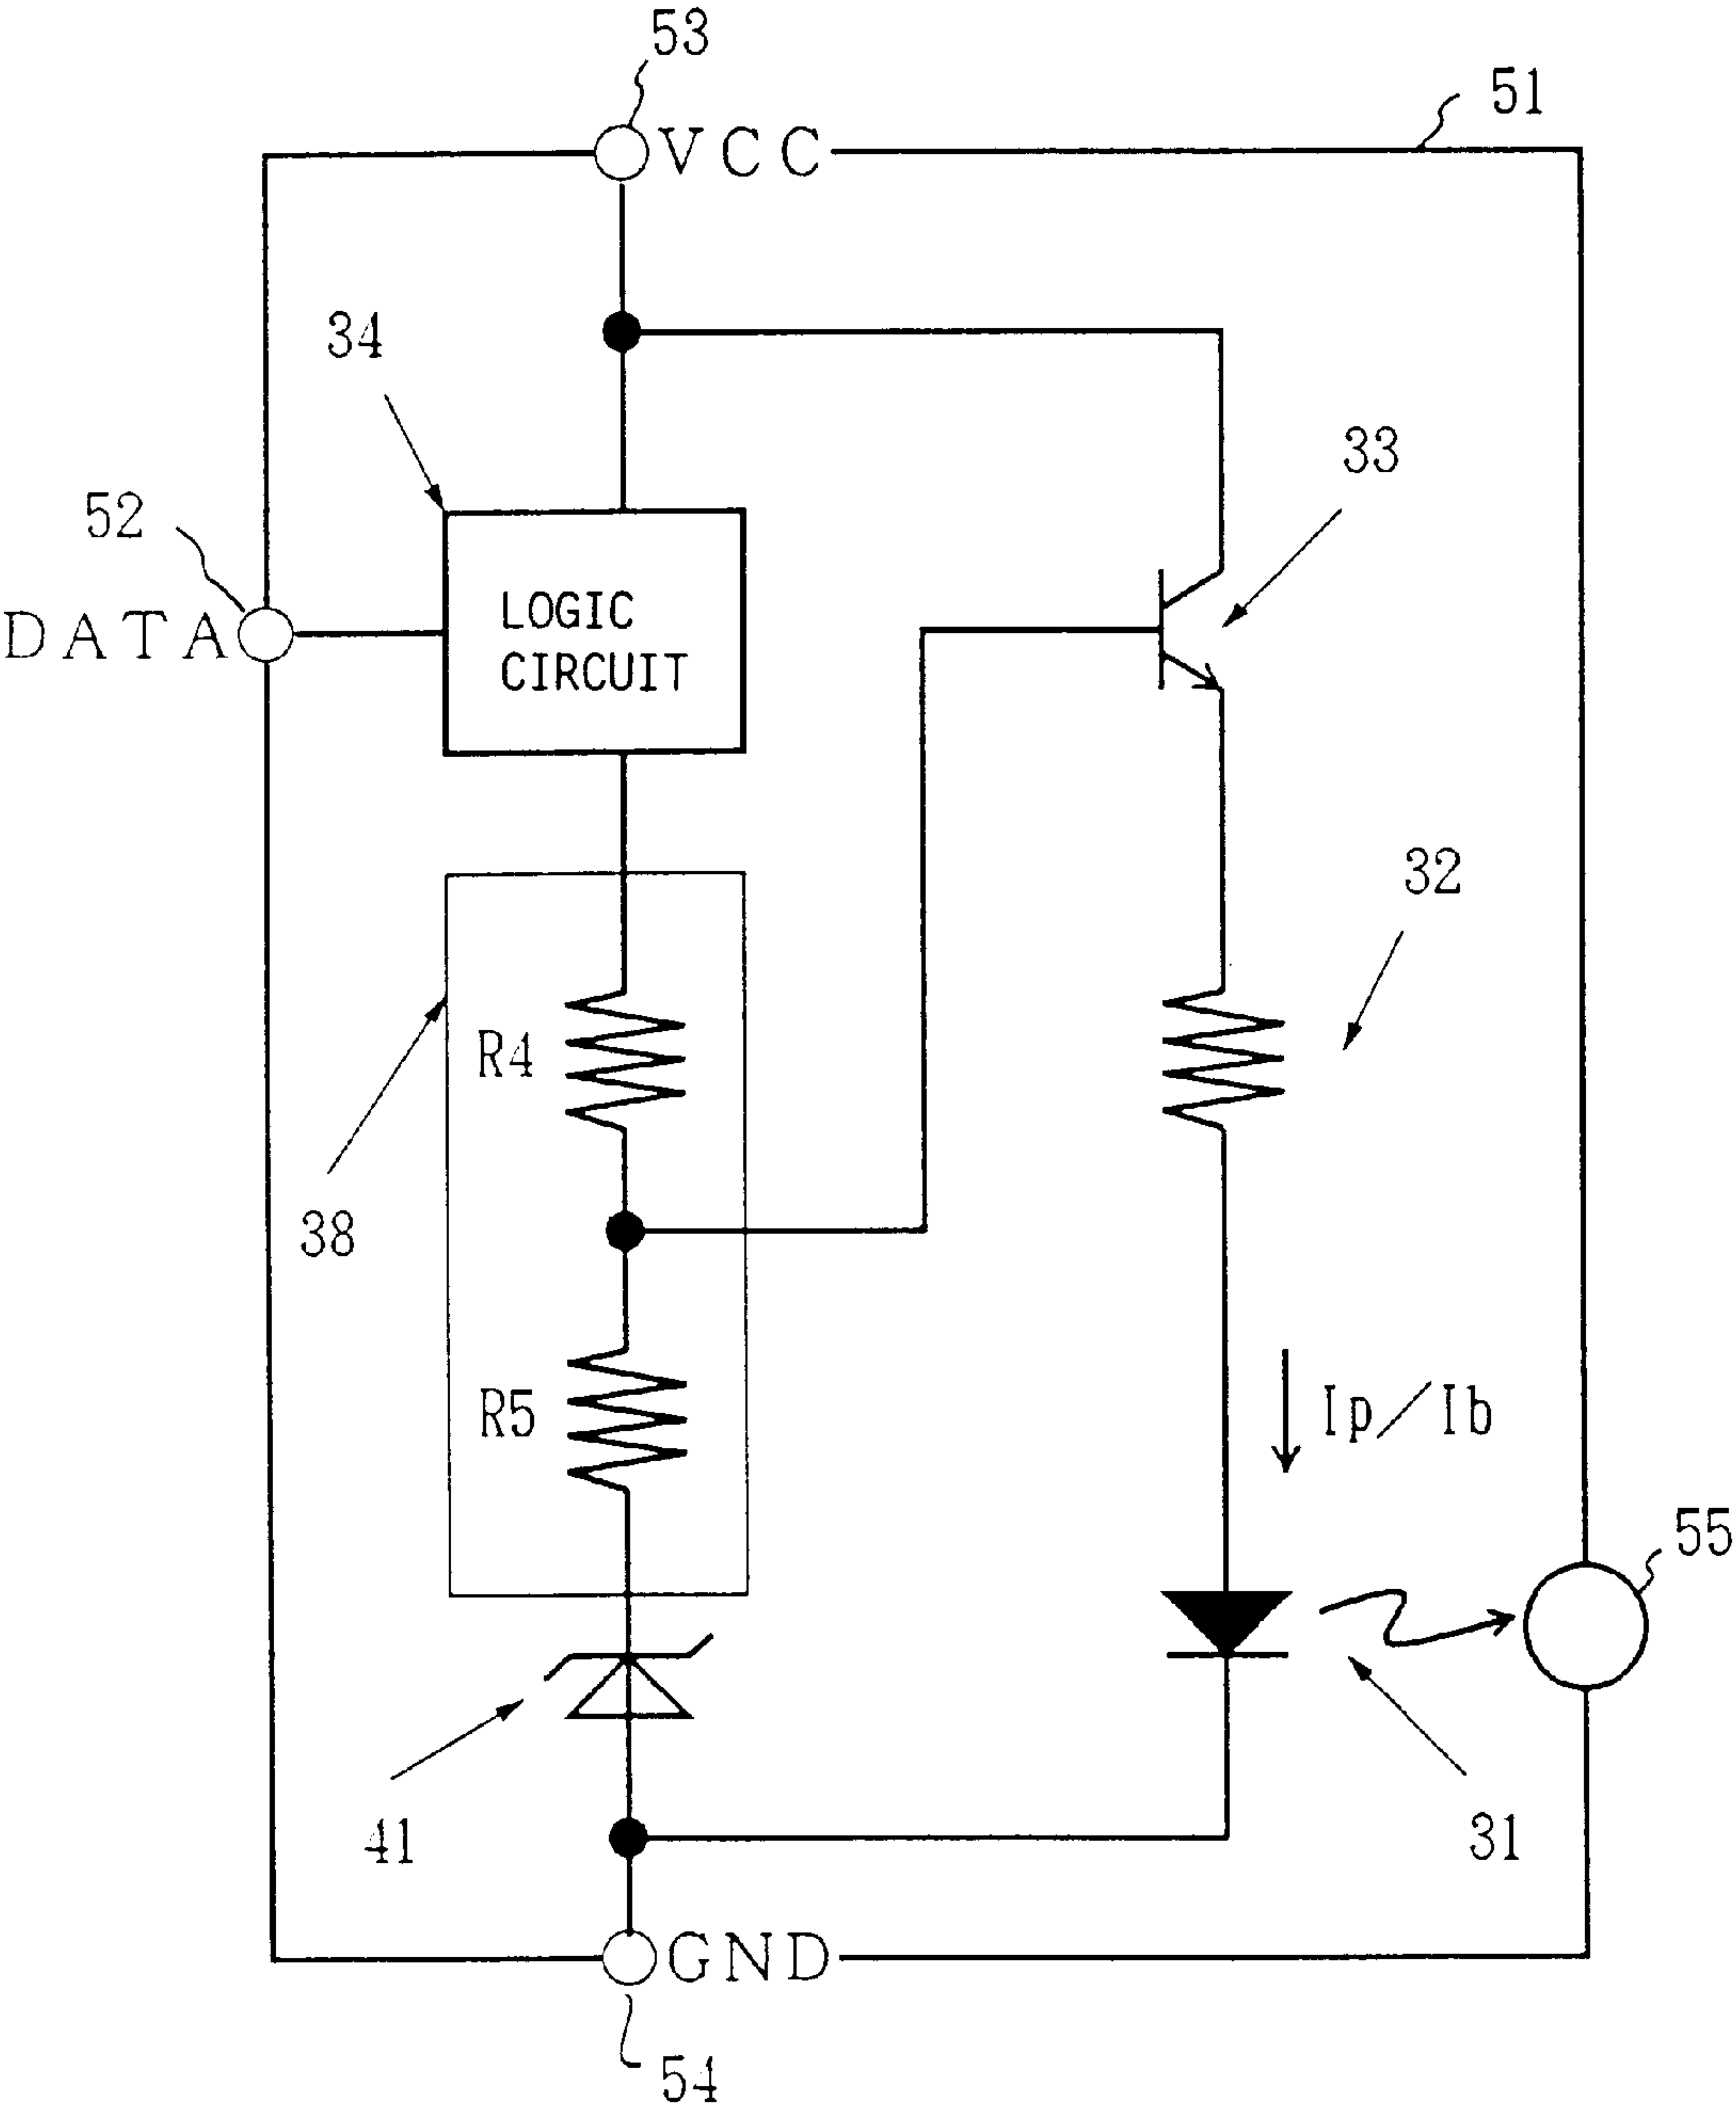 53
VCC
51
34
33
52
DATA
LOGIC
CIRCUIT
32
R4
38
R5
Ip/Ib
55
41
31
GND
54